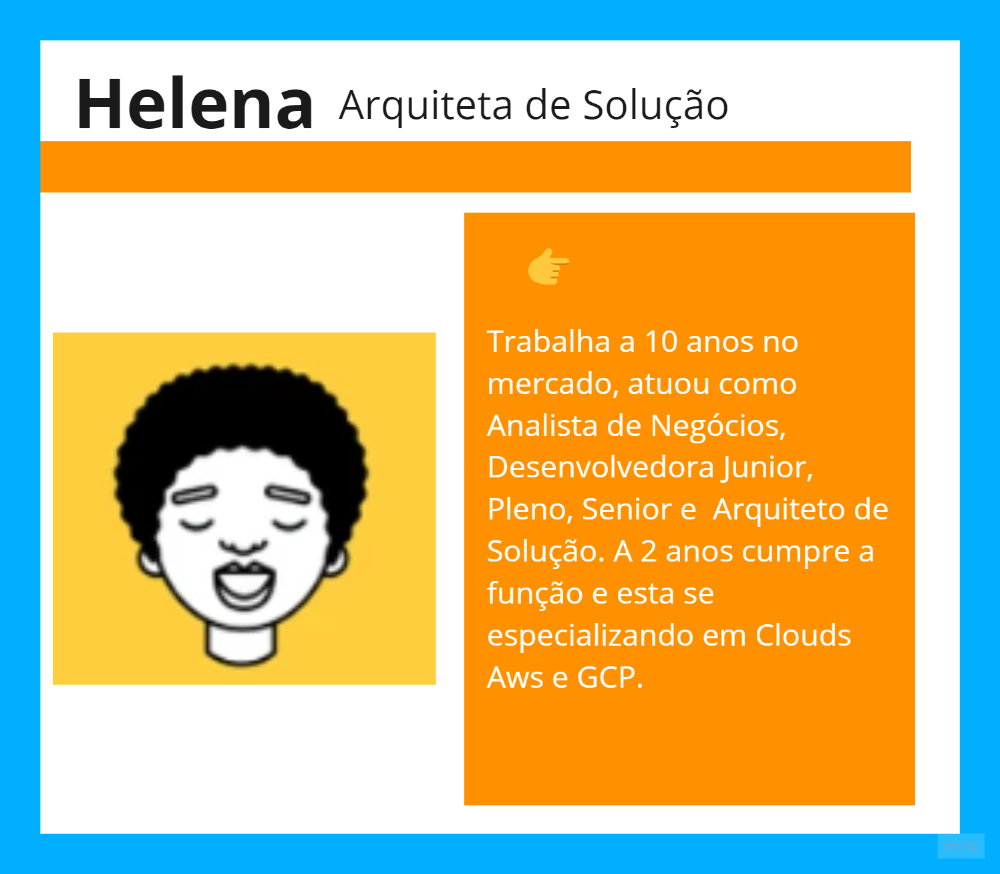 Helena Arquiteta de Solução
Trabalha a 10 anos no
mercado, atuou como
Analista de Negócios,
Desenvolvedora Junior,
Pleno, Senior e  Arquiteto de
Solução. A 2 anos cumpre a
função e esta se
especializando em Clouds
Aws e GCP.
miro